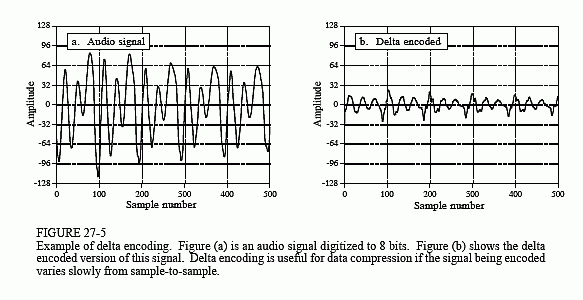 a. Audio signal
Amplitude
128
96
64
32
0
-32
-64
-96
-128
0 100 200 300 400 500
Sample number
b. Delta encoded
Amplitude
128
96
64
32
0
-32
-64
-96
-128
0 100 200 300 400 500
Sample number
FIGURE 27-5
Example of delta encoding. Figure (a) is an audio signal digitized to 8 bits. Figure (b) shows the delta
encoded version of this signal. Delta encoding is useful for data compression if the signal being encoded
varies slowly from sample-to-sample.